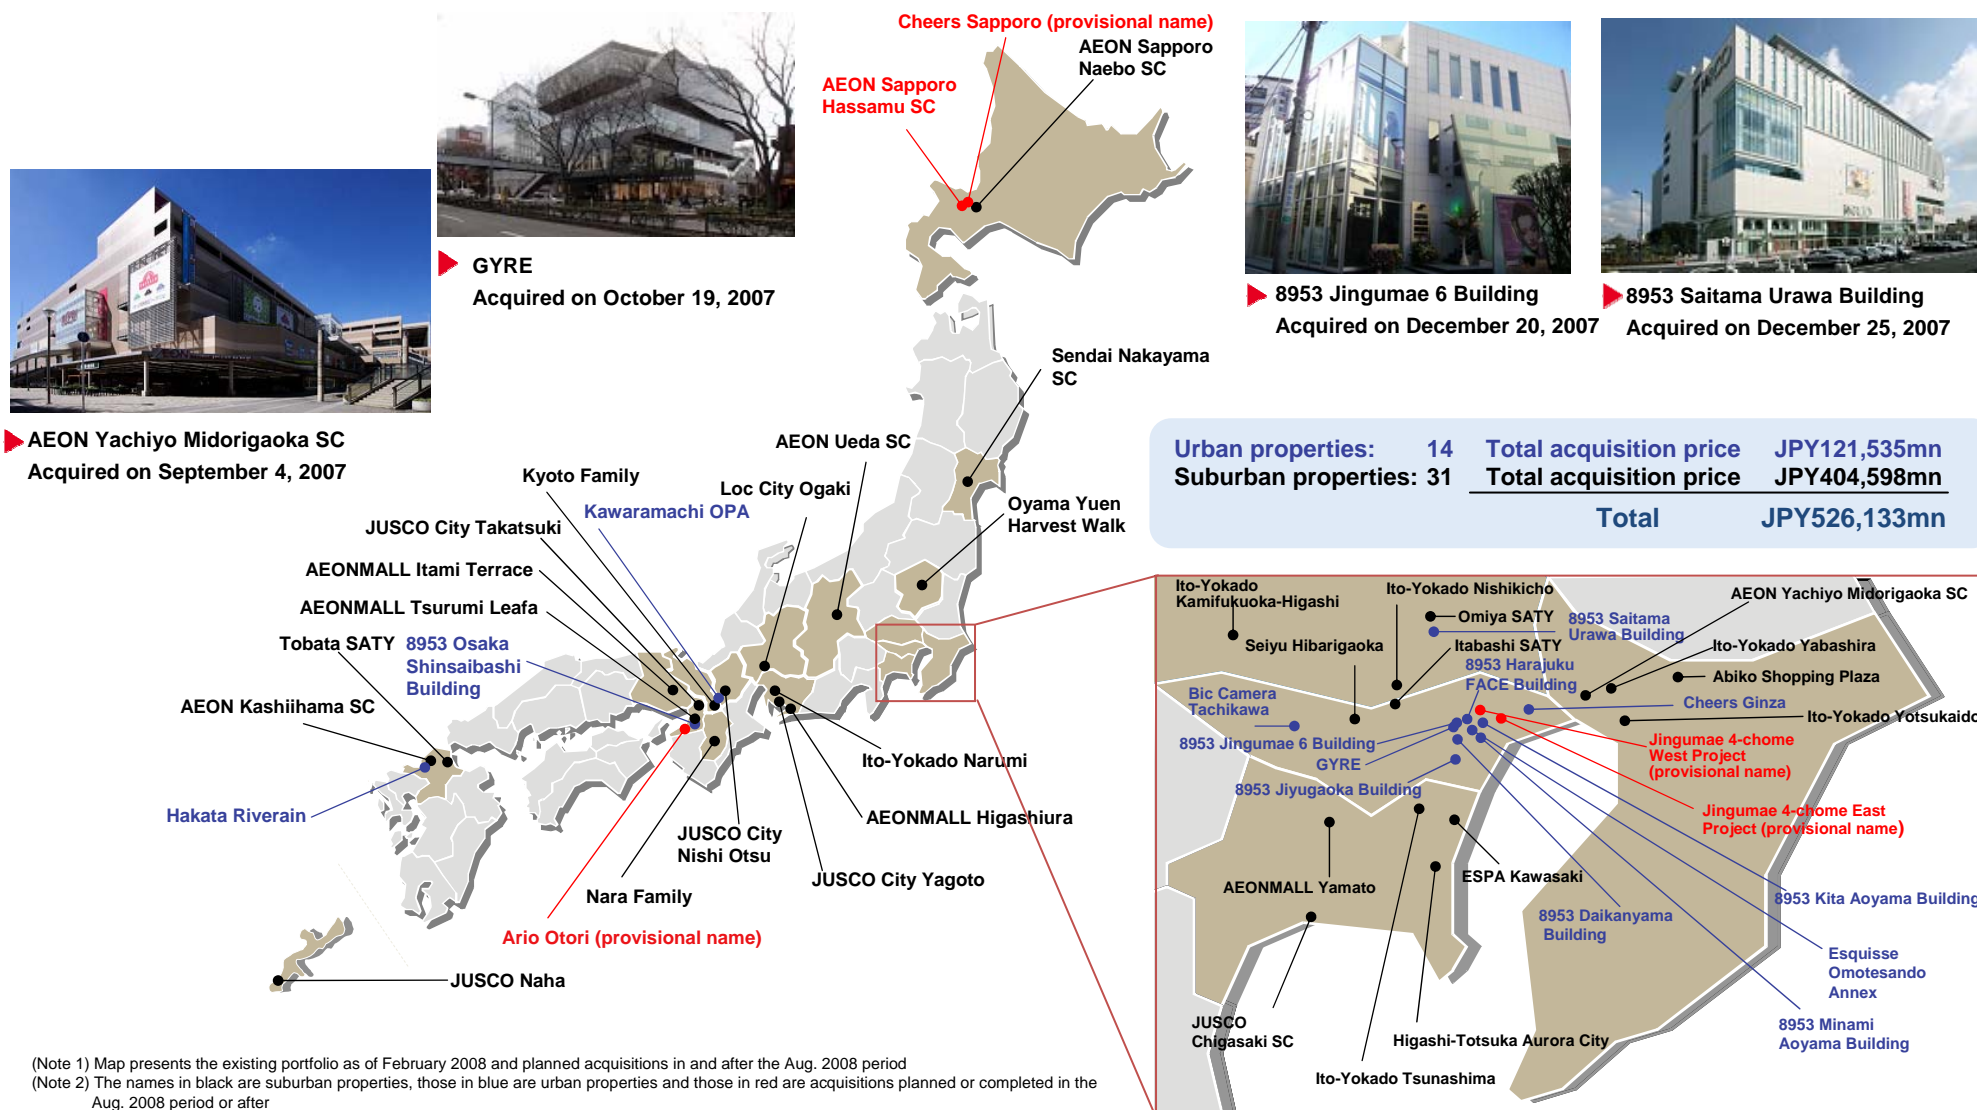 Cheers Sapporo (provisional name)
AEON Sapporo
Naebo SC
AEON Sapporo
Hassamu SC
GYRE
Acquired on October 19, 2007
8953 Jingumae 6 Building
Acquired on December 20, 2007
8953 Saitama Urawa Building
Acquired on December 25, 2007
AEON Yachiyo Midorigaoka SC
Acquired on September 4, 2007
Sendai Nakayama
SC
Urban properties: 14 Total acquisition price JPY121,535mn
Suburban properties: 31 Total acquisition price JPY404,598mn
Total JPY526,133mn
AEON Ueda SC
Kyoto Family
Loc City Ogaki
Kawaramachi OPA
Oyama Yuen
Harvest Walk
JUSCO City Takatsuki
AEONMALL Itami Terrace
AEONMALL Tsurumi Leafa
Tobata SATY
8953 Osaka
Shinsaibashi
Building
AEON Kashiihama SC
Hakata Riverain
Ito-Yokado Narumi
AEONMALL Higashiura
JUSCO City
Nishi Otsu
JUSCO City Yagoto
Nara Family
Ario Otori (provisional name)
JUSCO Naha
Ito-Yokado
Kamifukuoka-Higashi
Ito-Yokado Nishikicho
AEON Yachiyo Midorigaoka SC
Omiya SATY
8953 Saitama
Urawa Building
Seiyu Hibarigaoka
Itabashi SATY
Ito-Yokado Yabashira
8953 Harajuku
FACE Building
Abiko Shopping Plaza
Bic Camera
Tachikawa
Cheers Ginza
Ito-Yokado Yotsukaido
8953 Jingumae 6 Building
Jingumae 4-chome
West Project
(provisional name)
GYRE
8953 Jiyugaoka Building
Jingumae 4-chome East
Project (provisional name)
AEONMALL Yamato
ESPA Kawasaki
8953 Kita Aoyama Building
8953 Daikanyama
Building
Esquisse
Omotesando
Annex
JUSCO
Chigasaki SC
Higashi-Totsuka Aurora City
8953 Minami
Aoyama Building
Ito-Yokado Tsunashima
(Note 1) Map presents the existing portfolio as of February 2008 and planned acquisitions in and after the Aug. 2008 period
(Note 2) The names in black are suburban properties, those in blue are urban properties and those in red are acquisitions planned or completed in the
Aug. 2008 period or after